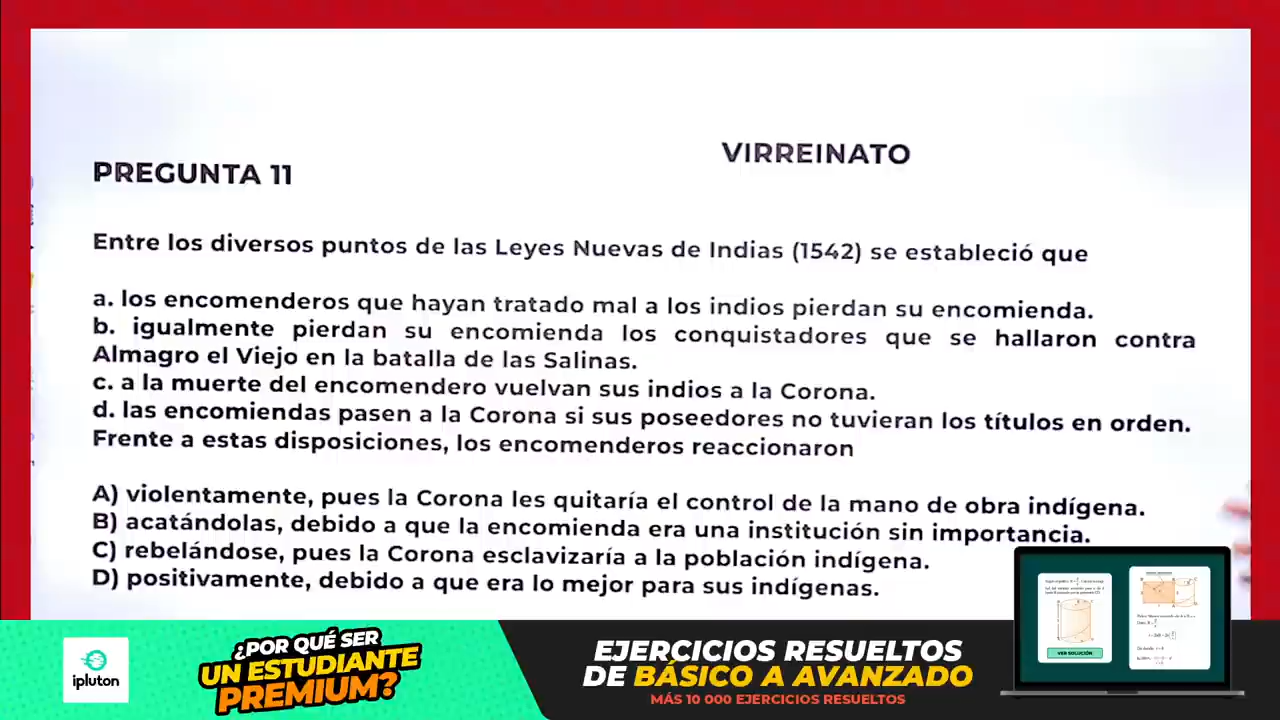 VIRREINATO
PREGUNTA 11
Entre los diversos puntos de las Leyes Nuevas de Indias (1542) se estableció que
a. los encomenderos que hayan tratado mal a los indios pierdan su encomienda.
b. igualmente pierdan su encomienda los conquistadores que se hallaron contra
Almagro el Viejo en la batalla de las Salinas.
c. a la muerte del encomendero vuelvan sus indios a la Corona.
d. las encomiendas pasen a la Corona si sus poseedores no tuvieran los títulos en orden.
Frente a estas disposiciones, los encomenderos reaccionaron
A) violentamente, pues la Corona les quitaría el control de la mano de obra indígena.
B) acatándolas, debido a que la encomienda era una institución sin importancia.
C) rebelándose, pues la Corona esclavizaría a la población indígena.
D) positivamente, debido a que era lo mejor para sus indígenas.
ipluton
¿POR QUÉ SER
UN ESTUDIANTE
PREMIUM?
EJERCICIOS RESUELTOS
DE BÁSICO A AVANZADO
MÁS 10 000 EJERCICIOS RESUELTOS
VER SOLUCIÓN